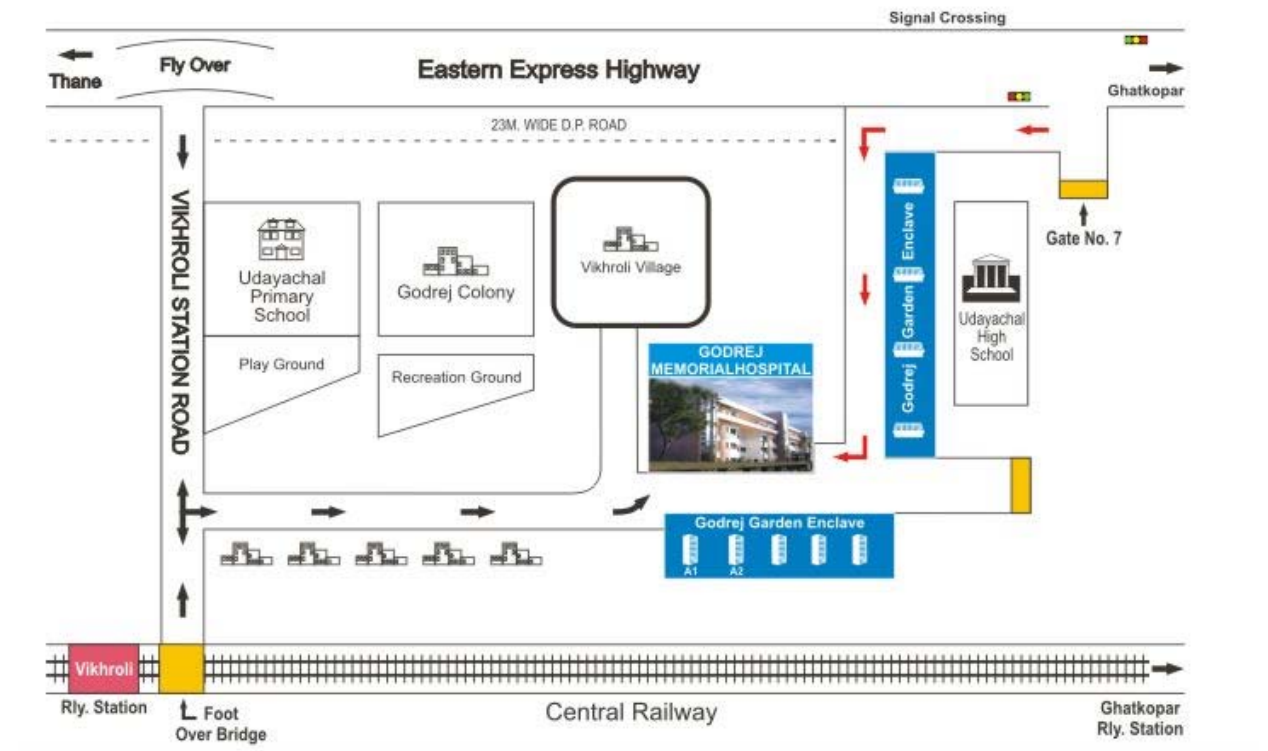 Signal Crossing
Thane
Fly Over
Eastern Express Highway
Ghatkopar
23M. WIDE D.P. ROAD
VIKHROLI STATION ROAD
Udayachal
Primary
School
Godrej Colony
Vikhroli Village
Godrej Garden Enclave
Udayachal
High
School
Gate No. 7
Play Ground
Recreation Ground
GODREJ
MEMORIALHOSPITAL
Godrej Garden Enclave
A1
A2
Vikhroli
Rly. Station
Foot
Over Bridge
Central Railway
Ghatkopar
Rly. Station